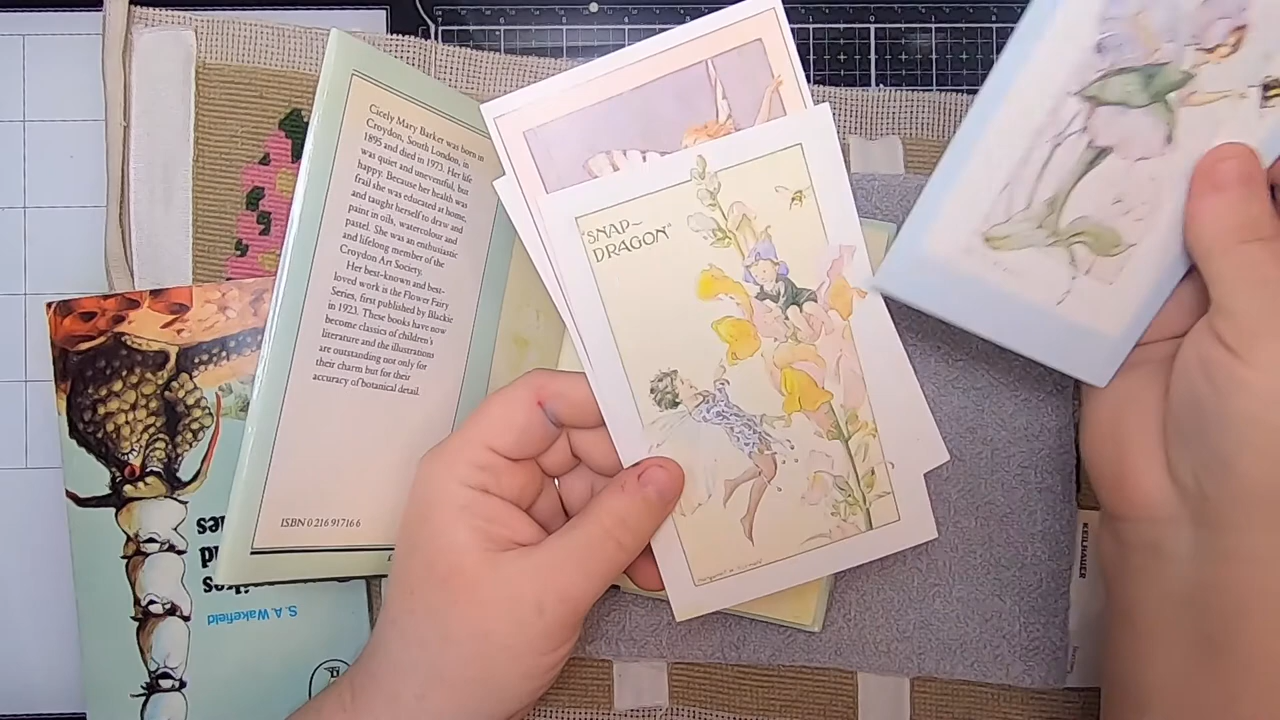 Cicely Mary Barker was born in
Croydon, South London, in
1895 and died in 1973. Her life
was quiet and uneventful, but
happy. Because her health was
frail she was educated at home,
and taught herself to draw and
paint in oils, watercolour and
pastel. She was an enthusiastic
and lifelong member of the
Croydon Art Society.
Her best-known and best-
loved work is the Flower Fairy
Series, first published by Blackie
in 1923. These books have now
become classics of children's
literature and the illustrations
are outstanding not only for
their charm but for their
accuracy of botanical detail.
ISBN 0 216 91716 6
"SNAP~
DRAGON"
S. A. Wakefield
KEILHAUER